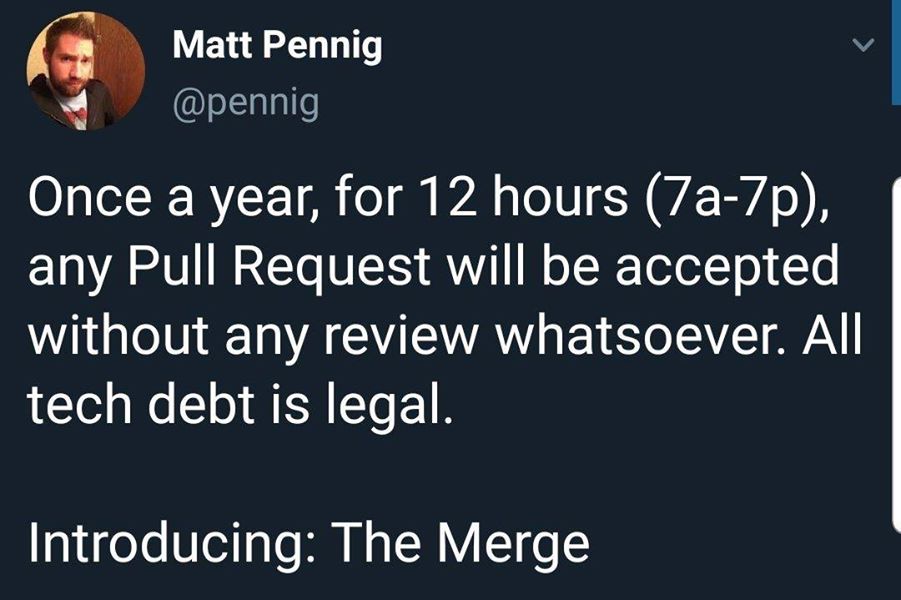 Matt Pennig
@pennig
Once a year, for 12 hours (7a-7p),
any Pull Request will be accepted
without any review whatsoever. All
tech debt is legal.
Introducing: The Merge